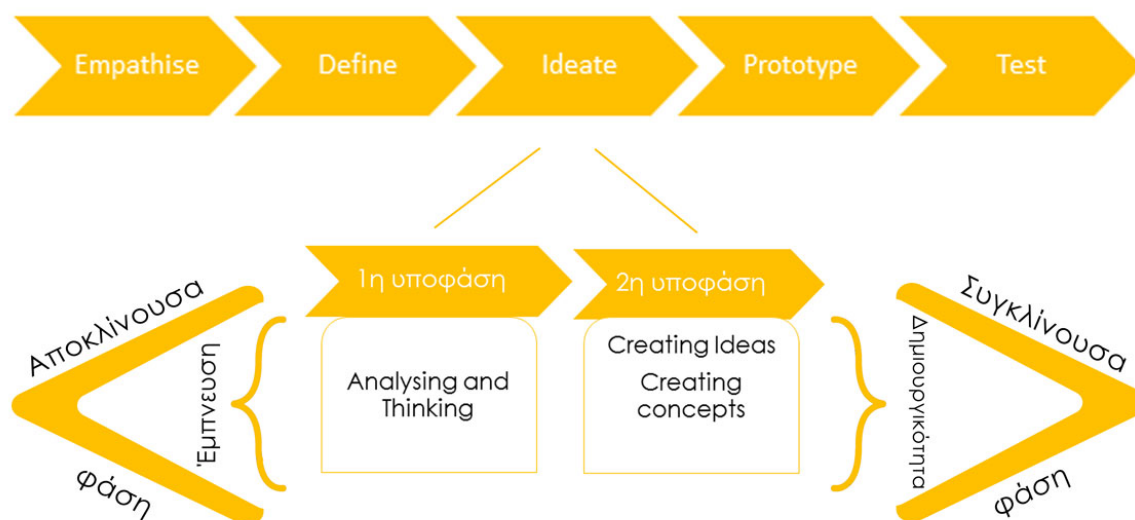 Empathise
Define
Ideate
Prototype
Test
1η υποφάση
2η υποφάση
Αποκλίνουσα
φάση
Έμπνευση
Analysing and
Thinking
Creating Ideas
Creating
concepts
Δημιουργικότητα
Συγκλίνουσα
φάση